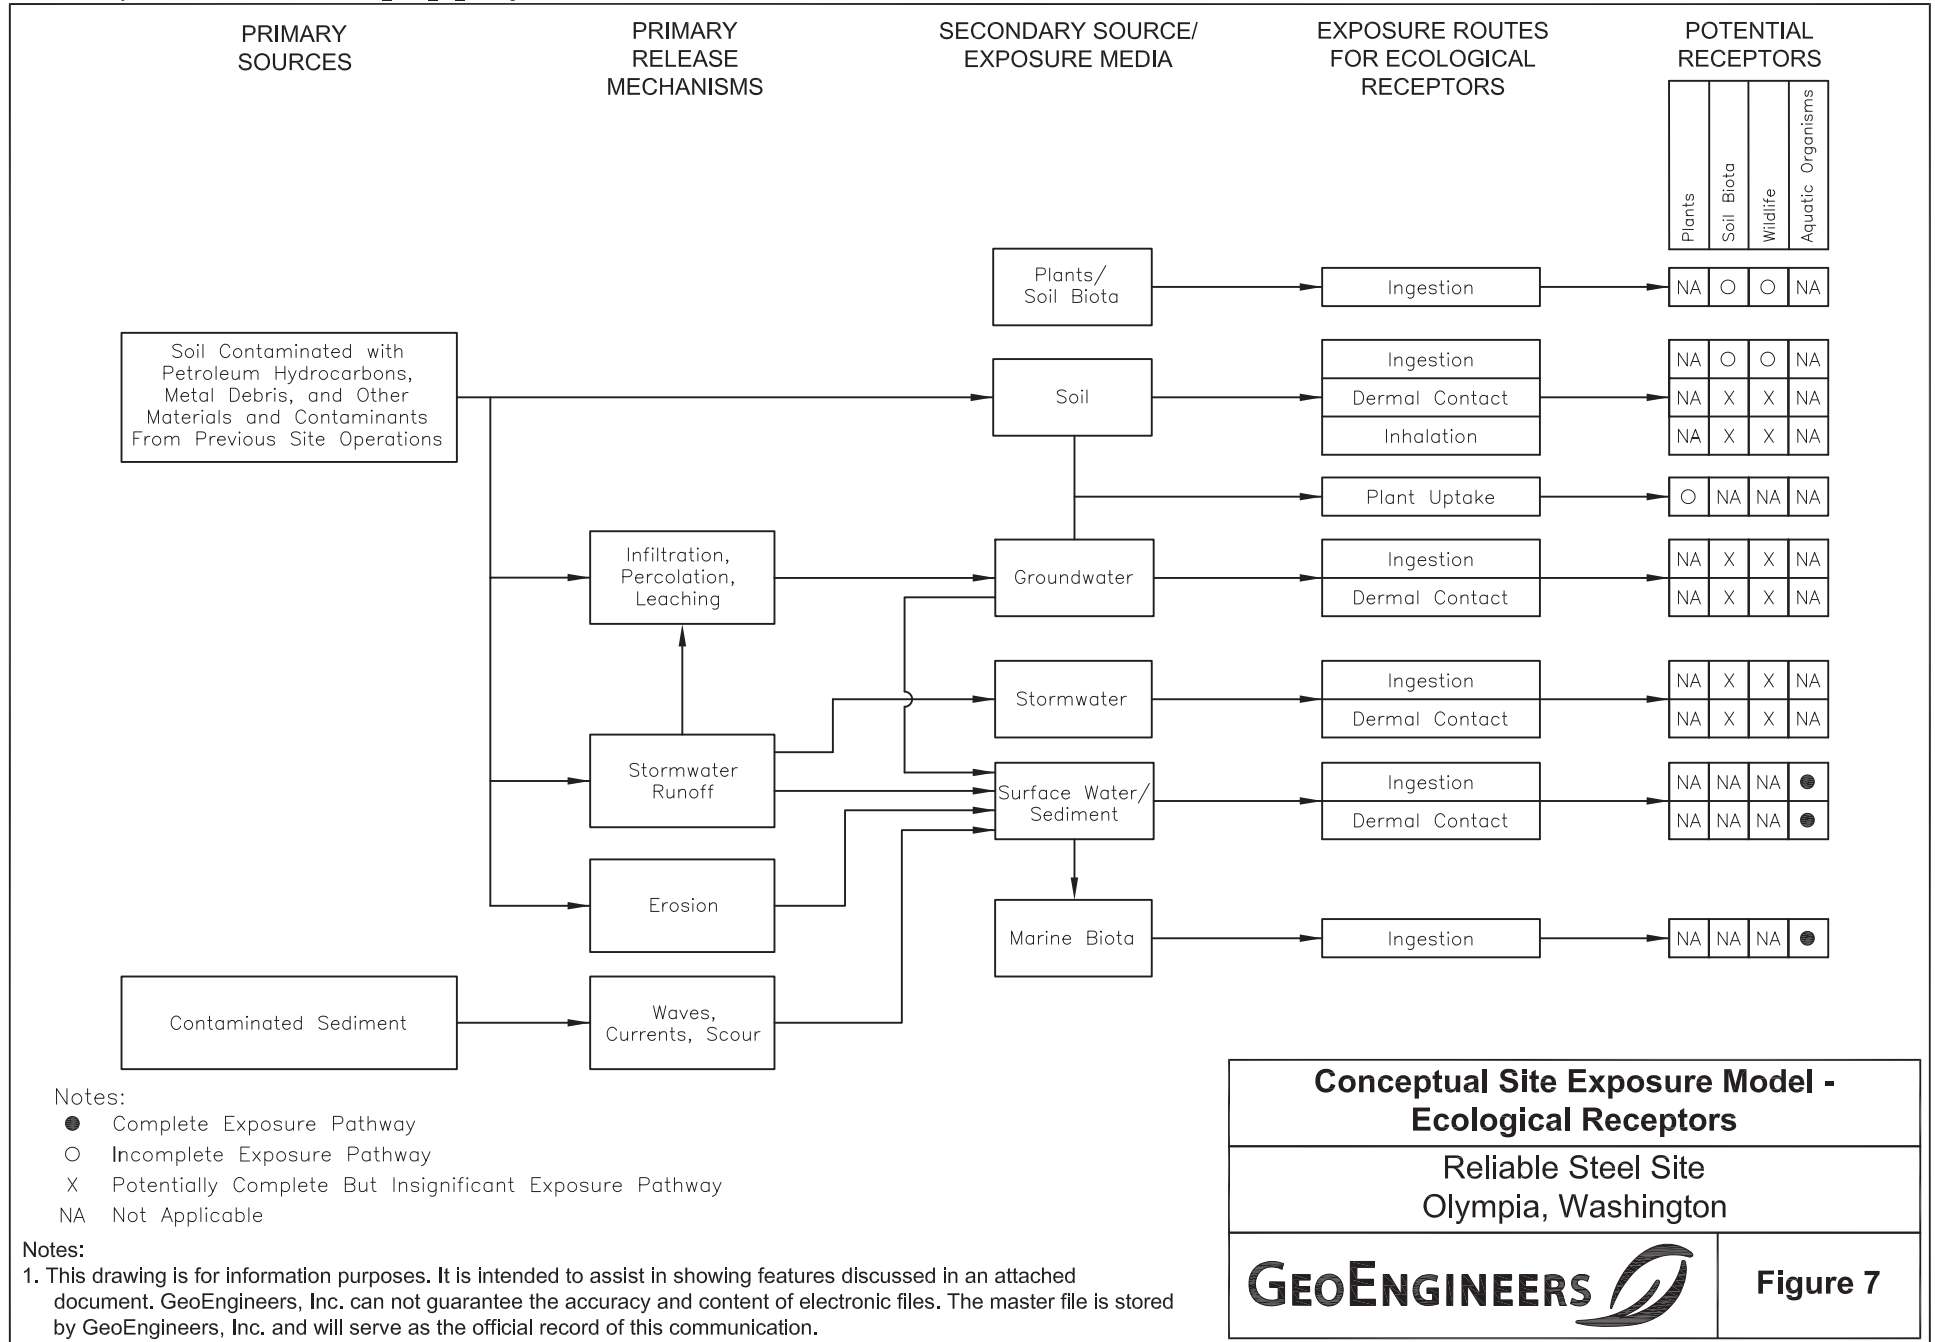 PRIMARY
SOURCES
PRIMARY
RELEASE
MECHANISMS
SECONDARY SOURCE/
EXPOSURE MEDIA
EXPOSURE ROUTES
FOR ECOLOGICAL
RECEPTORS
POTENTIAL
RECEPTORS
Plants
Soil Biota
Wildlife
Aquatic Organisms
Plants/
Soil Biota
Ingestion
NA ○ ○ NA
Soil Contaminated with
Petroleum Hydrocarbons,
Metal Debris, and Other
Materials and Contaminants
From Previous Site Operations
Soil
Ingestion
NA ○ ○ NA
Dermal Contact
NA X X NA
Inhalation
NA X X NA
Plant Uptake
○ NA NA NA
Infiltration,
Percolation,
Leaching
Groundwater
Ingestion
NA X X NA
Dermal Contact
NA X X NA
Stormwater
Ingestion
NA X X NA
Dermal Contact
NA X X NA
Stormwater
Runoff
Surface Water/
Sediment
Ingestion
NA NA NA ●
Dermal Contact
NA NA NA ●
Erosion
Marine Biota
Ingestion
NA NA NA ●
Contaminated Sediment
Waves,
Currents, Scour
Notes:
● Complete Exposure Pathway
○ Incomplete Exposure Pathway
X Potentially Complete But Insignificant Exposure Pathway
NA Not Applicable
Notes:
1. This drawing is for information purposes. It is intended to assist in showing features discussed in an attached
document. GeoEngineers, Inc. can not guarantee the accuracy and content of electronic files. The master file is stored
by GeoEngineers, Inc. and will serve as the official record of this communication.
Conceptual Site Exposure Model -
Ecological Receptors
Reliable Steel Site
Olympia, Washington
GEOENGINEERS
Figure 7